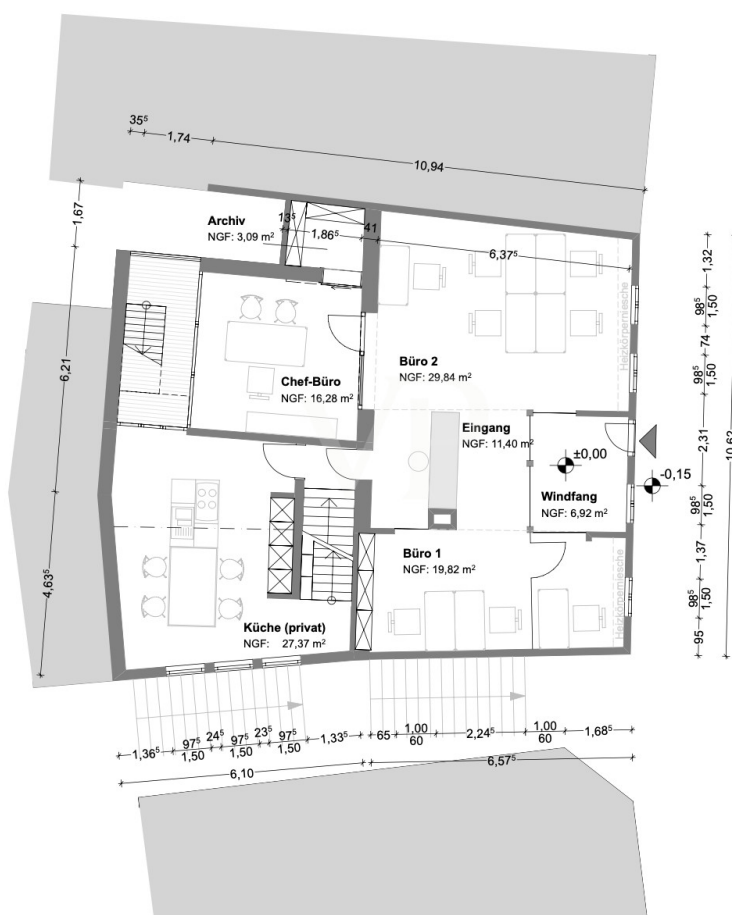 35⁵
1,74
10,94
1,67
Archiv
NGF: 3,09 m²
13⁵
1,86⁵
41
6,37⁵
1,32
98⁵
1,50
74
98⁵
1,50
Heizkörperniesche
6,21
Chef-Büro
NGF: 16,28 m²
Büro 2
NGF: 29,84 m²
Eingang
NGF: 11,40 m²
±0,00
-0,15
2,31
10,62
Windfang
NGF: 6,92 m²
98⁵
1,50
1,37
Büro 1
NGF: 19,82 m²
Heizkörperniesche
98⁵
1,50
95
4,63⁵
Küche (privat)
NGF: 27,37 m²
1,36⁵
97⁵
1,50
24⁵
97⁵
1,50
23⁵
97⁵
1,50
1,33⁵
65
1,00
60
2,24⁵
1,00
60
1,68⁵
6,10
6,57⁵